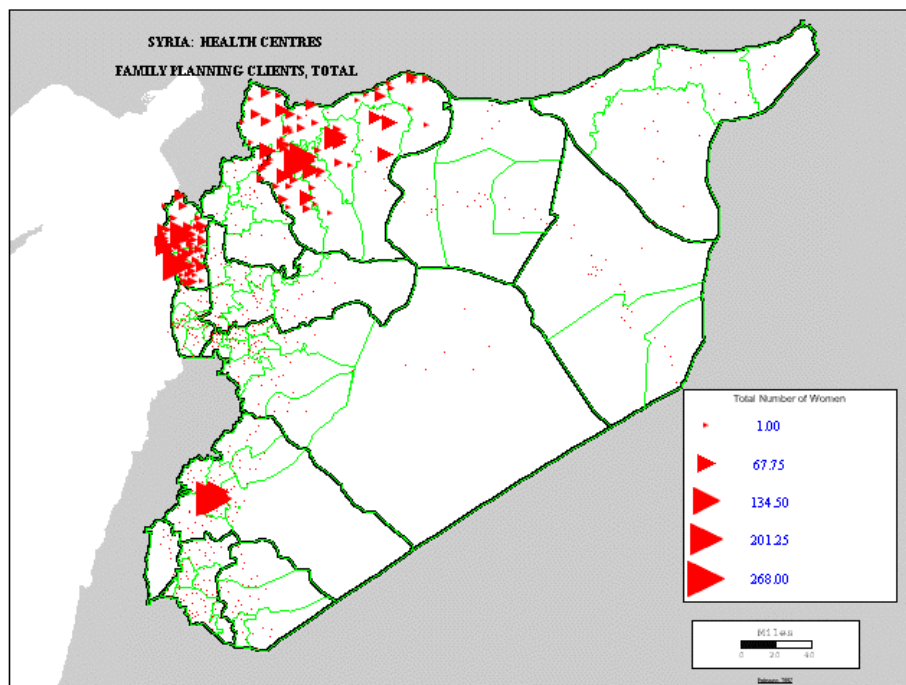 SYRIA: HEALTH CENTRES
FAMILY PLANNING CLIENTS, TOTAL
Total Number of Women
1.00
67.75
134.50
201.25
268.00
Miles
0 20 40